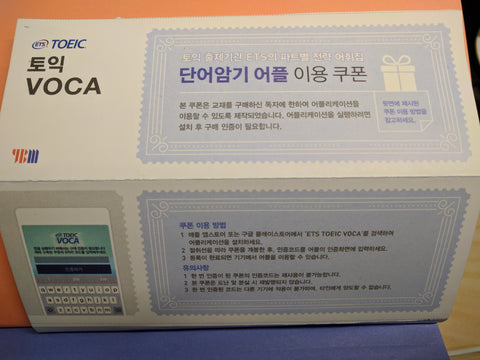 ETS TOEIC
토익
VOCA
토익 출제기관 ETS의 파트별 전략 어휘집
단어암기 어플 이용 쿠폰
본 쿠폰은 교재를 구매하신 독자에 한하여 어플리케이션을
이용할 수 있도록 제작되었습니다. 어플리케이션을 실행하려면
설치 후 구매 인증이 필요합니다.
뒷면에 제시된
쿠폰 이용 방법을
참고하세요.
YBM
ETS TOEIC
VOCA
인증하기
쿠폰 이용 방법
1 애플 앱스토어 또는 구글 플레이스토어에서 'ETS TOEIC VOCA'를 검색하여
어플리케이션을 설치하세요.
2 절취선을 따라 쿠폰을 개봉한 후, 인증코드를 어플의 인증화면에 입력하세요.
3 등록이 완료되면 기기에서 어플을 이용할 수 있습니다.
유의사항
1 한 번 인증이 된 쿠폰의 인증코드는 재사용이 불가능합니다.
2 본 쿠폰은 도난 및 분실 시 재발행되지 않습니다.
3 한 번 인증된 코드는 다른 기기에 적용이 불가하며, 타인에게 양도할 수 없습니다.